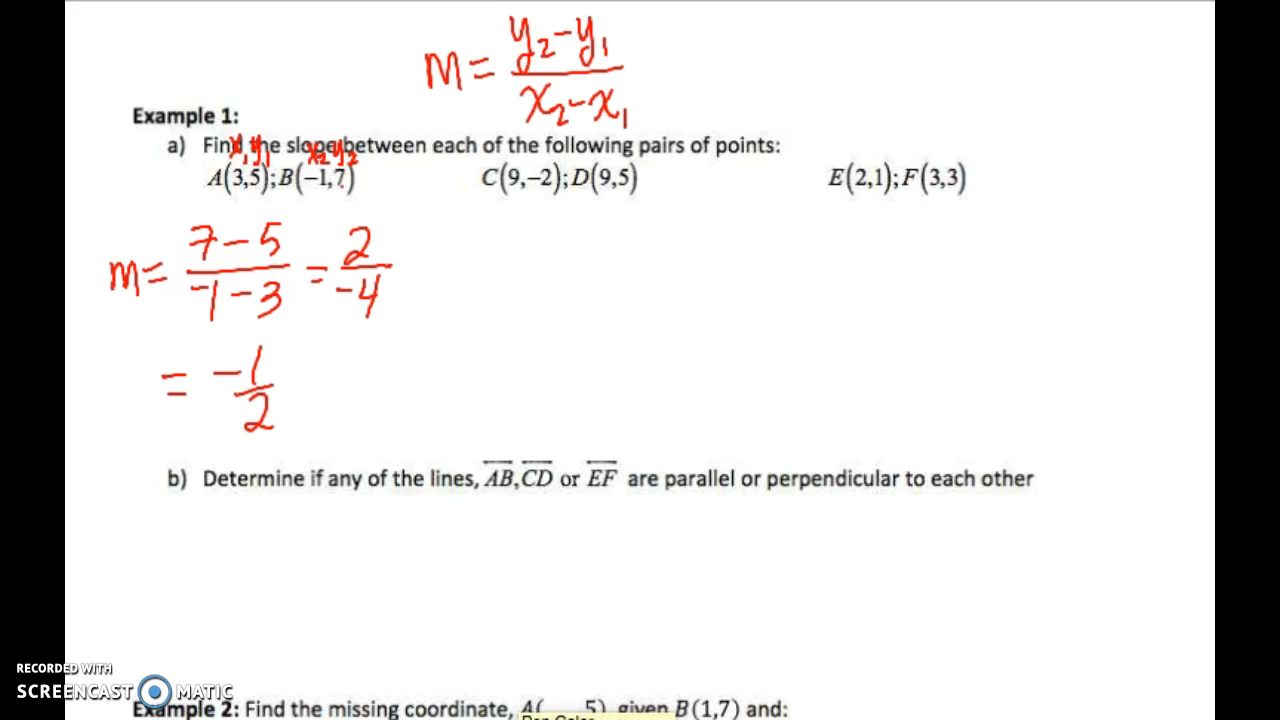 m = y₂ - y₁ / x₂ - x₁
Example 1:
a) Find the slope between each of the following pairs of points:
x₁ y₁ x₂ y₂
A(3,5); B(−1,7) C(9,−2); D(9,5) E(2,1); F(3,3)
m = 7 - 5 / -1 - 3 = 2 / -4
= -1 / 2
b) Determine if any of the lines, AB, CD or EF are parallel or perpendicular to each other
RECORDED WITH
SCREENCAST MATIC
Example 2: Find the missing coordinate, A( 5), given B(1,7) and: